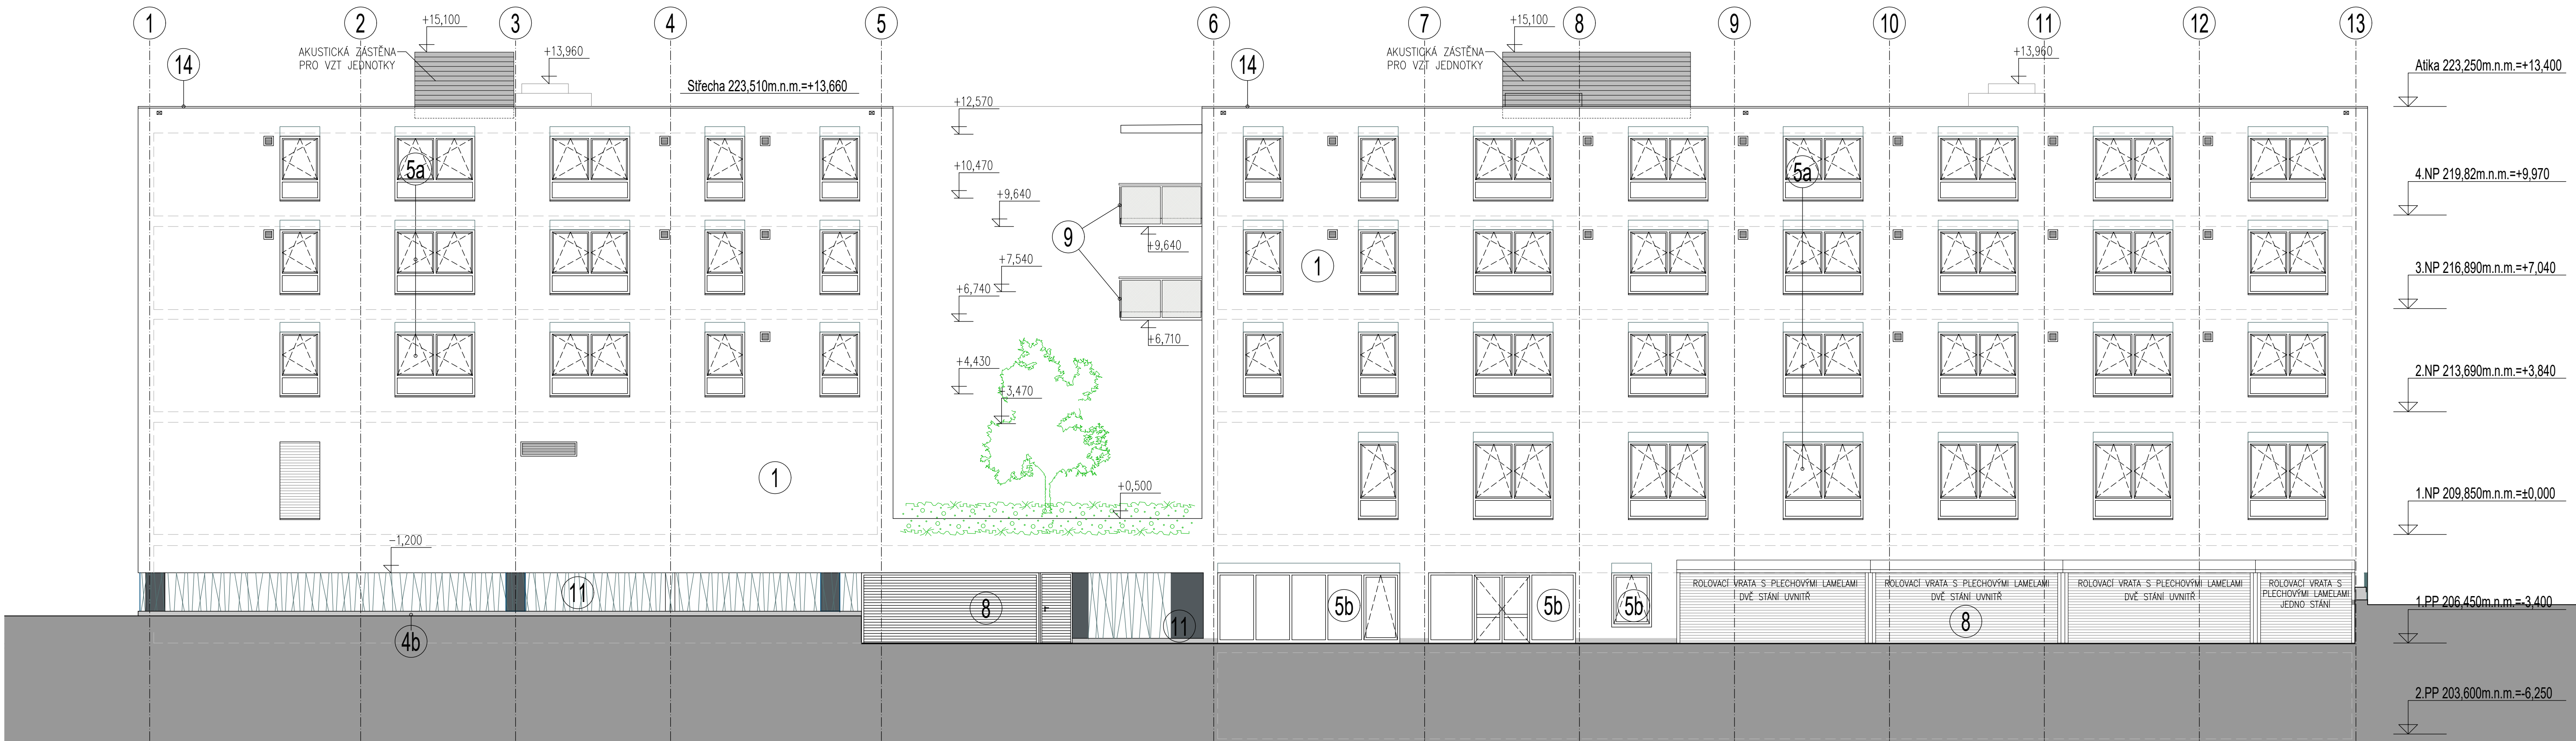 1
2
3
4
5
6
7
8
9
10
11
12
13
+15,100
AKUSTICKÁ ZÁSTĚNA
PRO VZT JEDNOTKY
+13,960
14
Střecha 223,510m.n.m.=+13,660
+15,100
AKUSTICKÁ ZÁSTĚNA
PRO VZT JEDNOTKY
+13,960
14
Atika 223,250m.n.m.=+13,400
+12,570
+10,470
+9,640
5a
5a
4.NP 219,82m.n.m.=+9,970
9
+9,640
+7,540
+6,740
1
3.NP 216,890m.n.m.=+7,040
+6,710
+4,430
+3,470
2.NP 213,690m.n.m.=+3,840
1
+0,500
1.NP 209,850m.n.m.=±0,000
-1,200
11
8
11
5b
5b
5b
ROLOVACÍ VRATA S PLECHOVÝMI LAMELAMI
DVĚ STÁNÍ UVNITŘ
ROLOVACÍ VRATA S PLECHOVÝMI LAMELAMI
DVĚ STÁNÍ UVNITŘ
8
ROLOVACÍ VRATA S PLECHOVÝMI LAMELAMI
DVĚ STÁNÍ UVNITŘ
ROLOVACÍ VRATA S
PLECHOVÝMI LAMELAMI
JEDNO STÁNÍ
1.PP 206,450m.n.m.=-3,400
4b
2.PP 203,600m.n.m.=-6,250